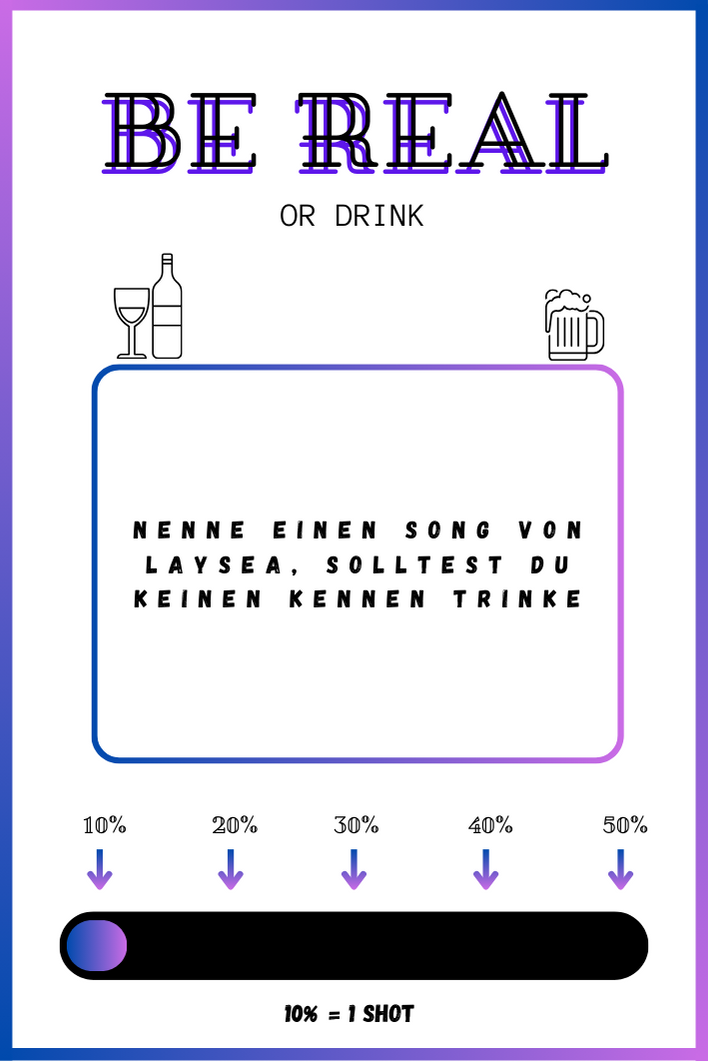 BE REAL
OR DRINK
NENNE EINEN SONG VON
LAYSEA, SOLLTEST DU
KEINEN KENNEN TRINKE
10% 20% 30% 40% 50%
10% = 1 SHOT